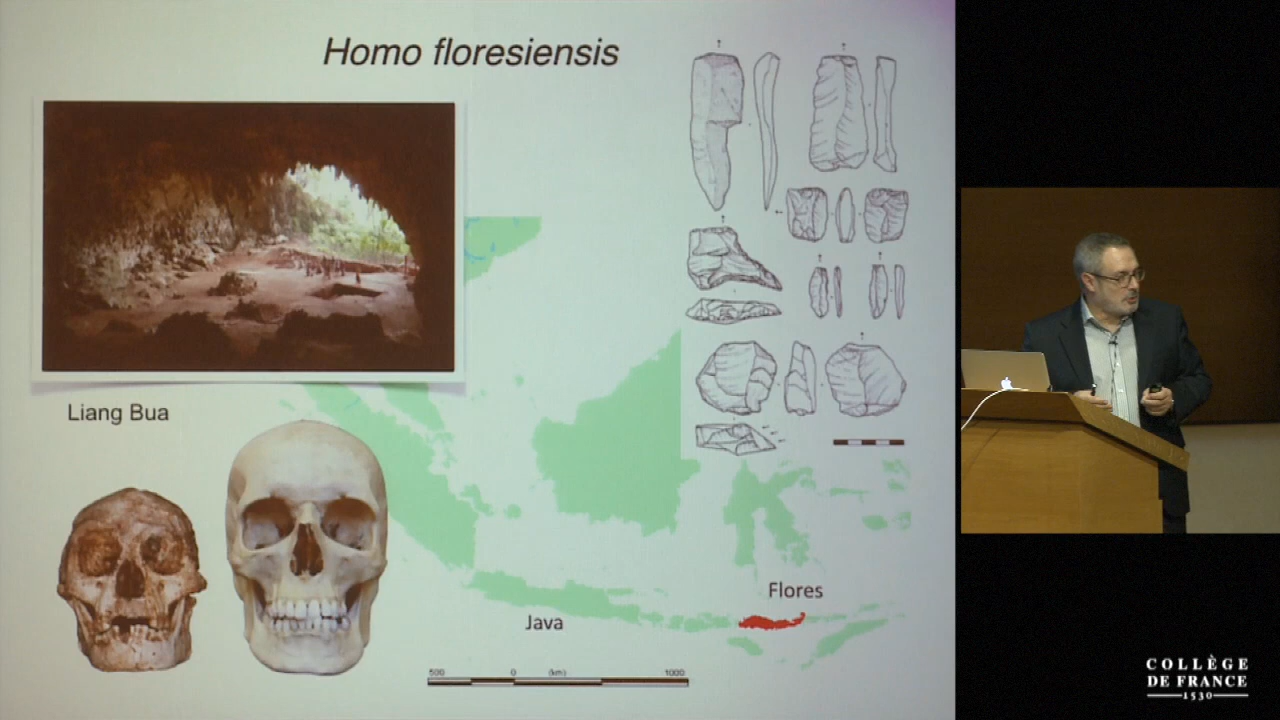 Homo floresiensis
Liang Bua
Flores
Java
500 0 (km) 1000
COLLÈGE
DE FRANCE
1530